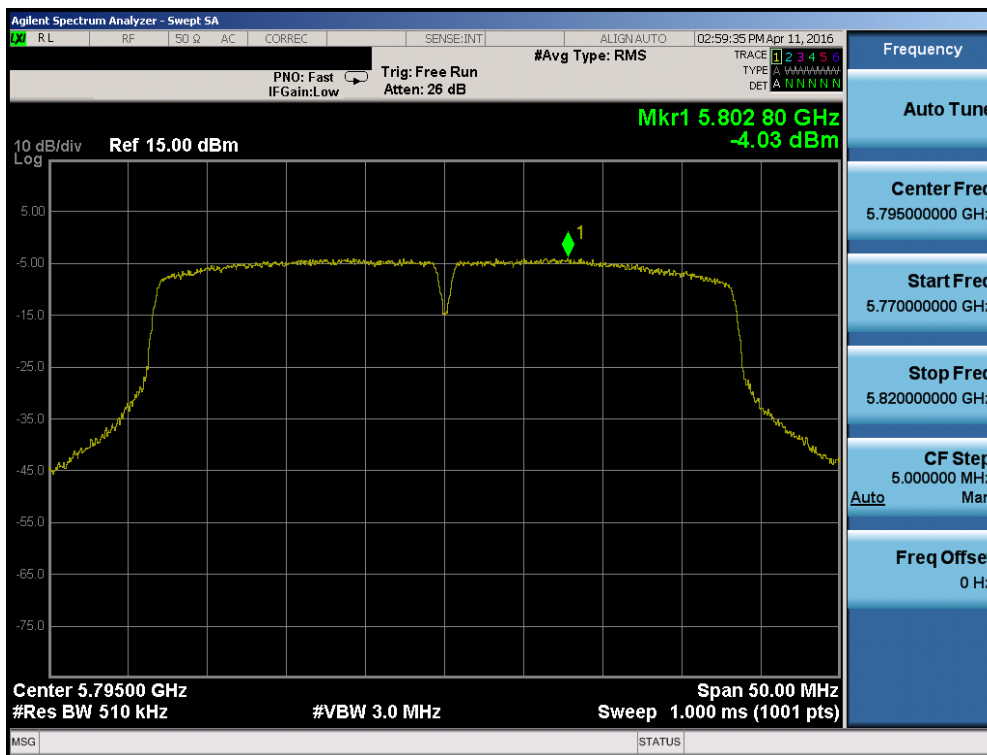 Agilent Spectrum Analyzer - Swept SA
LXI RL RF 50 Ω AC CORREC SENSE:INT ALIGNAUTO 02:59:35 PM Apr 11, 2016
#Avg Type: RMS
TRACE 1 2 3 4 5 6
TYPE A WWWWW
DET A N N N N N
PNO: Fast
IFGain:Low
Trig: Free Run
Atten: 26 dB
Mkr1 5.802 80 GHz
-4.03 dBm
10 dB/div
Log
Ref 15.00 dBm
5.00
-5.00
-15.0
-25.0
-35.0
-45.0
-55.0
-65.0
-75.0
1
Center 5.79500 GHz
Span 50.00 MHz
#Res BW 510 kHz
#VBW 3.0 MHz
Sweep 1.000 ms (1001 pts)
MSG
STATUS
Frequency
Auto Tune
Center Freq
5.795000000 GHz
Start Freq
5.770000000 GHz
Stop Freq
5.820000000 GHz
CF Step
5.000000 MHz
Auto Man
Freq Offset
0 Hz